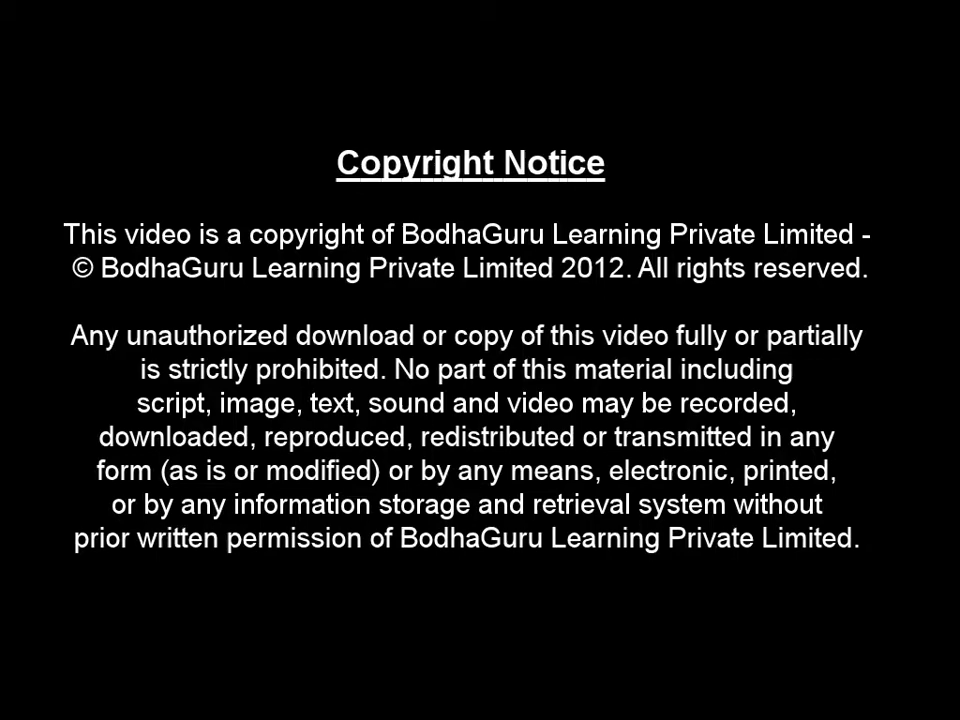 Copyright Notice
This video is a copyright of BodhaGuru Learning Private Limited -
© BodhaGuru Learning Private Limited 2012. All rights reserved.
Any unauthorized download or copy of this video fully or partially
is strictly prohibited. No part of this material including
script, image, text, sound and video may be recorded,
downloaded, reproduced, redistributed or transmitted in any
form (as is or modified) or by any means, electronic, printed,
or by any information storage and retrieval system without
prior written permission of BodhaGuru Learning Private Limited.